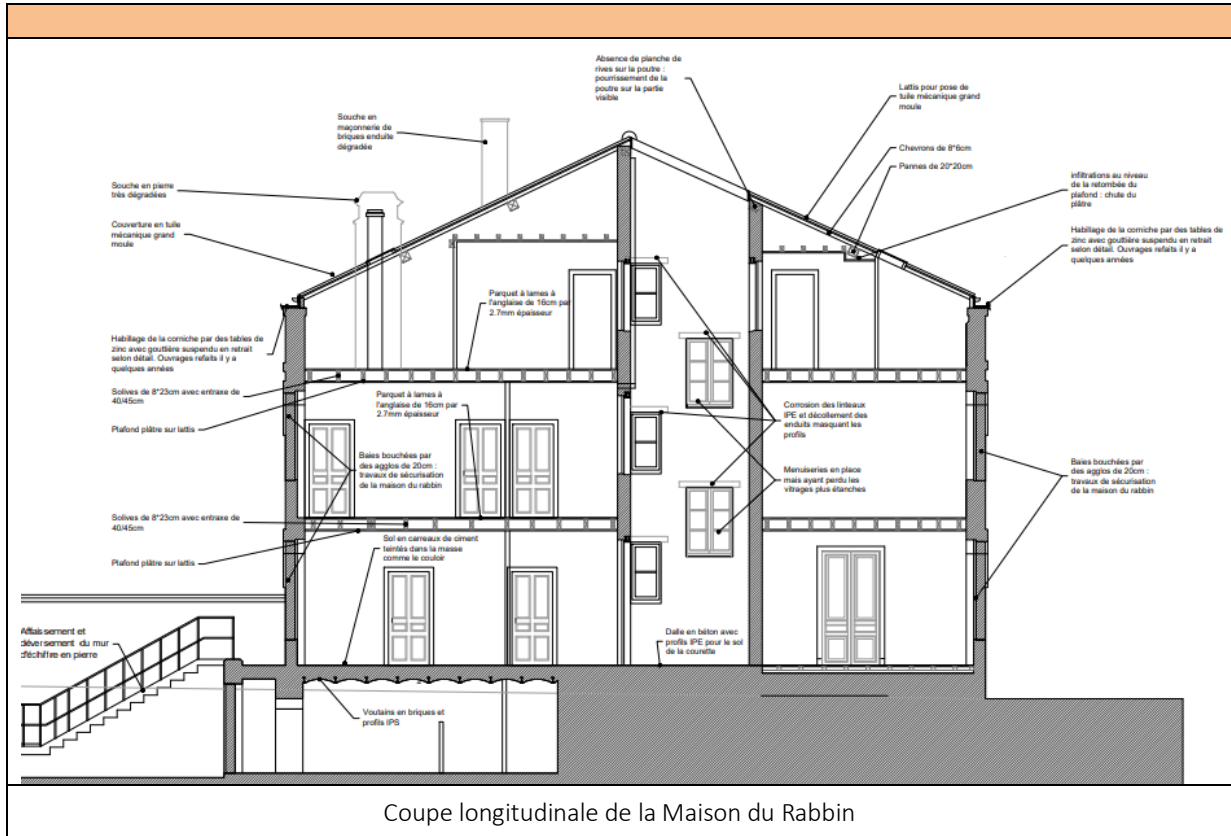 Absence de planche de
rives sur la poutre :
pourrissement de la
poutre sur la partie
visible
Lattis pour pose de
tuile mécanique grand
moule
Souche en
maçonnerie de
briques enduite
dégradée
Chevrons de 8*6cm
Pannes de 20*20cm
infiltrations au niveau
de la retombée du
plafond : chute du
plâtre
Souche en pierre
très dégradées
Couverture en tuile
mécanique grand
moule
Habillage de la corniche par des tables de
zinc avec gouttière suspendu en retrait
selon détail. Ouvrages refaits il y a
quelques années
Parquet à lames à
l'anglaise de 16cm par
2.7mm épaisseur
Habillage de la corniche par des tables de
zinc avec gouttière suspendu en retrait
selon détail. Ouvrages refaits il y a
quelques années
Solives de 8*23cm avec entraxe de
40/45cm
Parquet à lames à
l'anglaise de 16cm par
2.7mm épaisseur
Plafond plâtre sur lattis
Corrosion des linteaux
IPE et décollement des
enduits masquant les
profils
Baies bouchées par
des agglos de 20cm :
travaux de sécurisation
de la maison du rabbin
Menuiseries en place
mais ayant perdu les
vitrages plus étanches
Baies bouchées par
des agglos de 20cm :
travaux de sécurisation
de la maison du rabbin
Solives de 8*23cm avec entraxe de
40/45cm
Sol en carreaux de ciment
teintés dans la masse
comme le couloir
Plafond plâtre sur lattis
Affaissement et
déversement du mur
d'échiffre en pierre
Dalle en béton avec
profils IPE pour le sol
de la courette
Voutains en briques et
profils IPS
Coupe longitudinale de la Maison du Rabbin